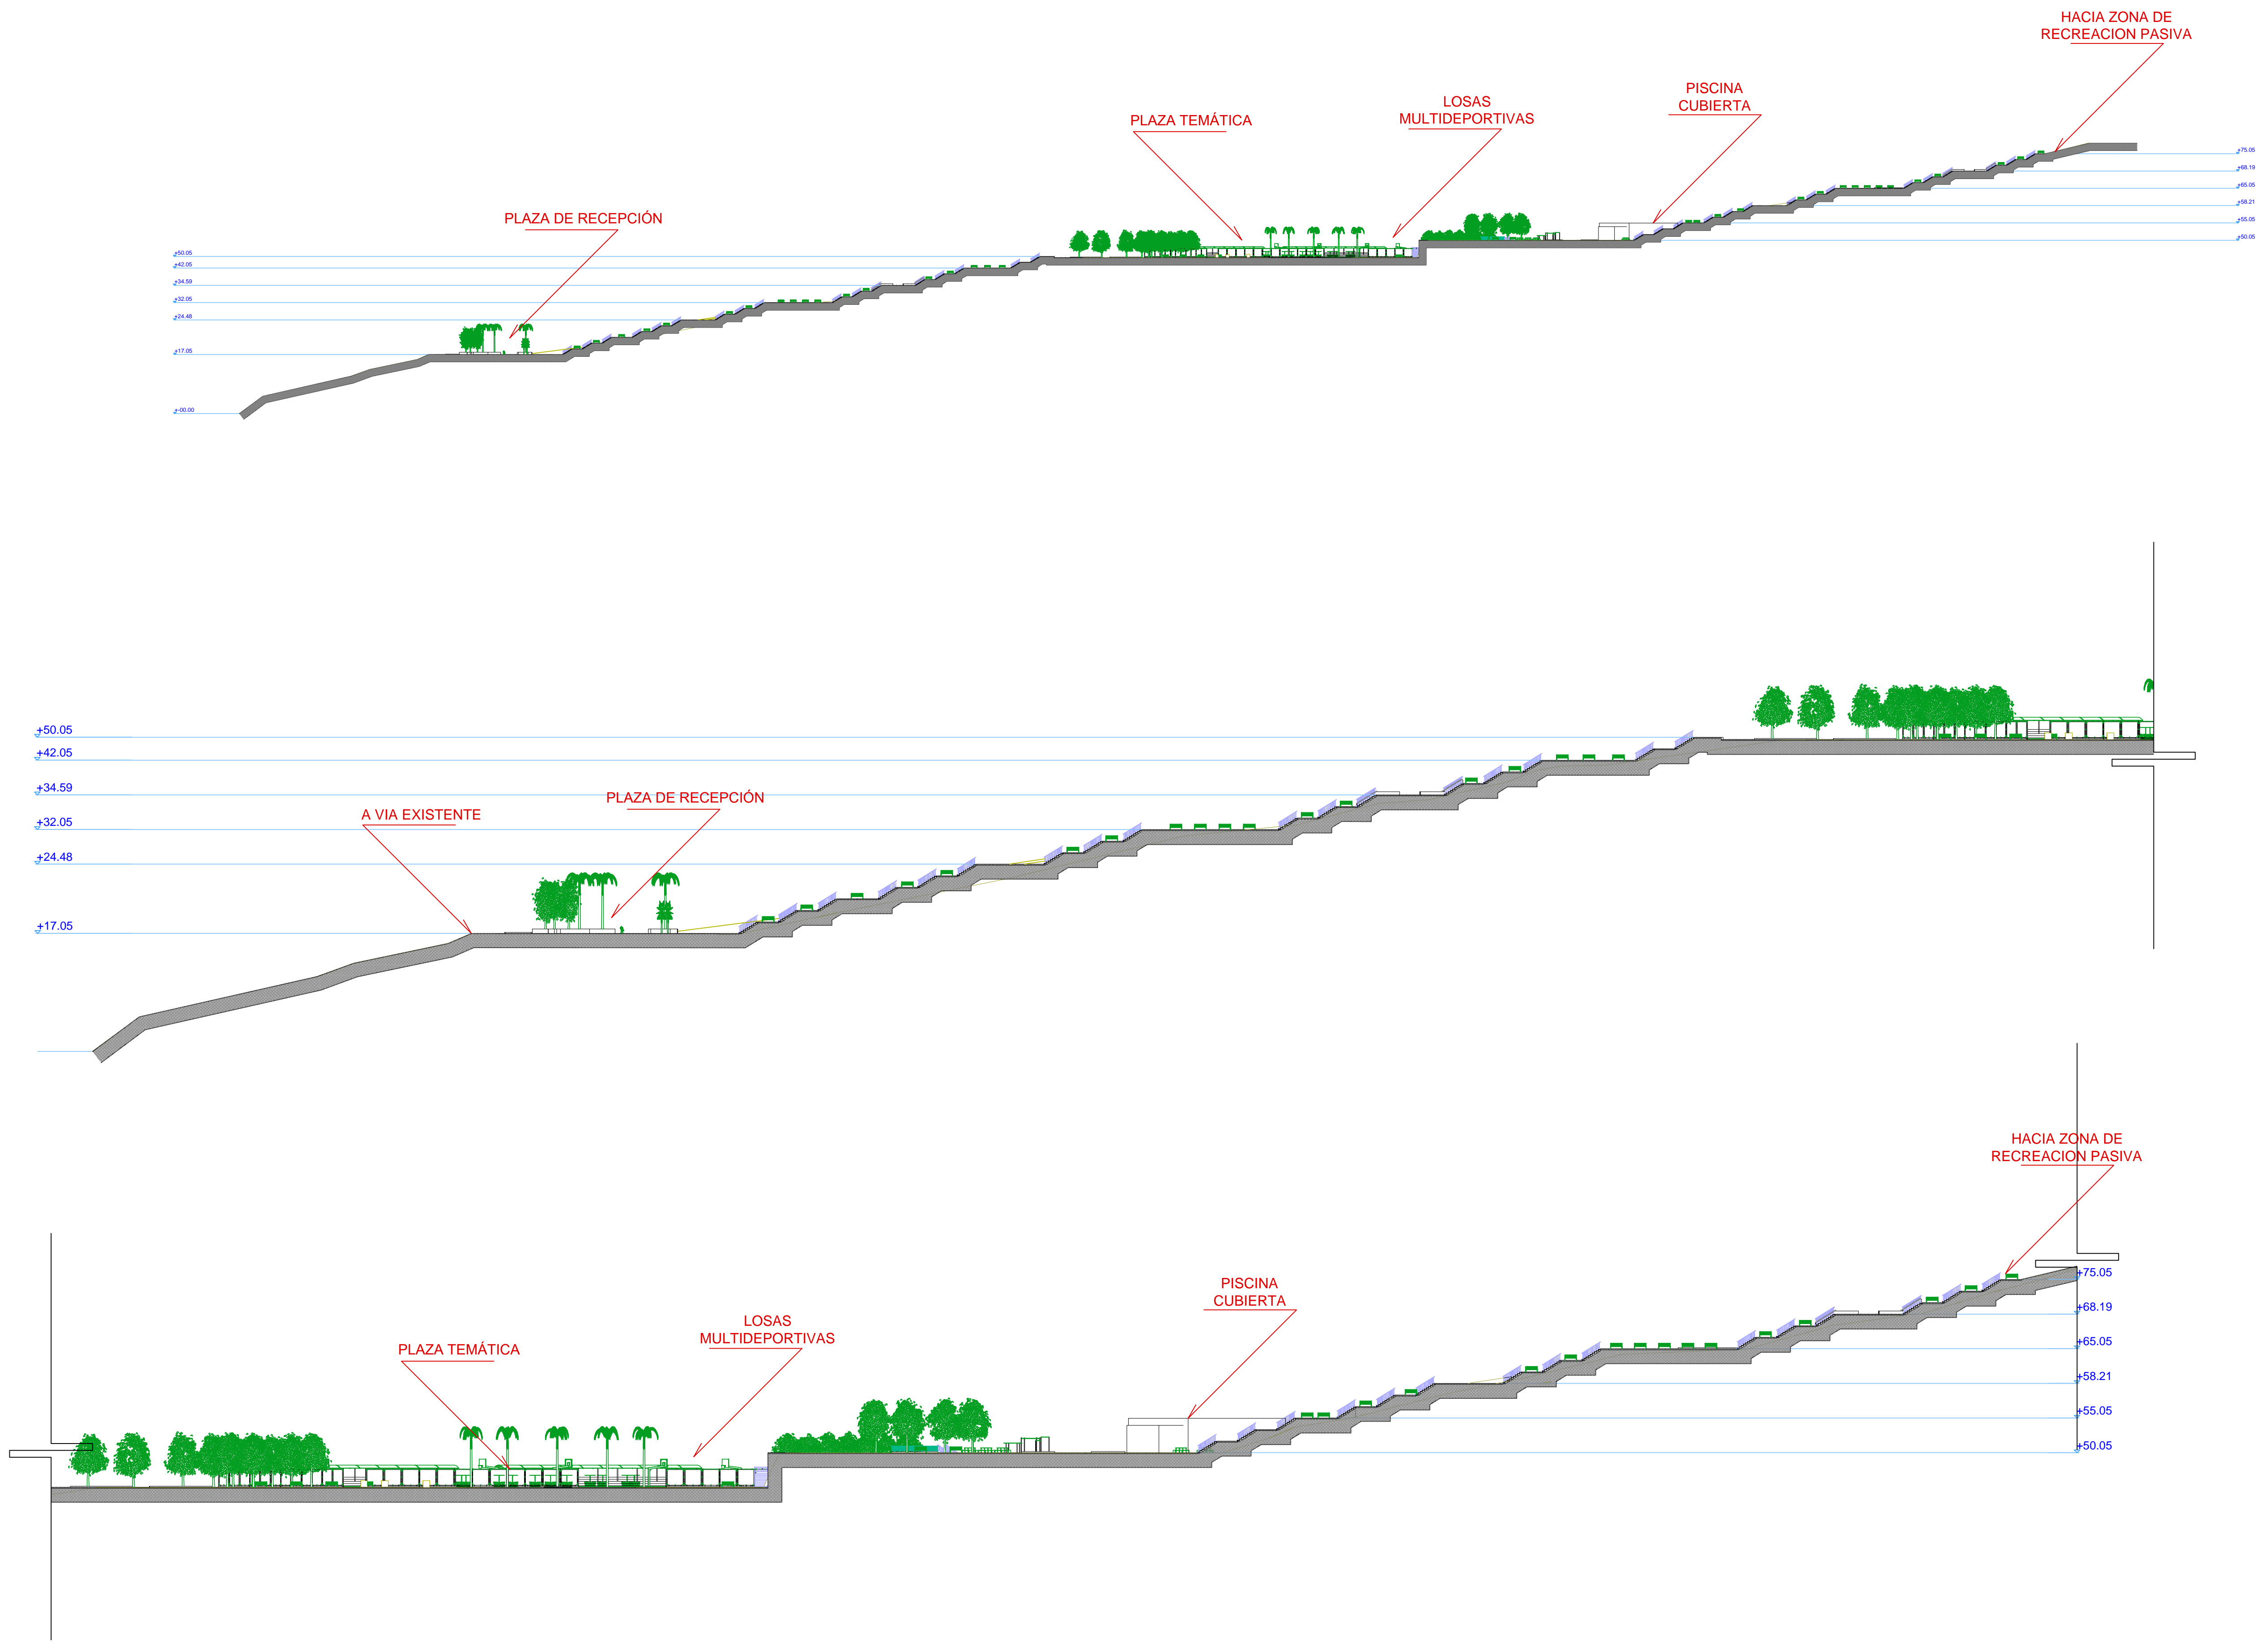 HACIA ZONA DE
RECREACION PASIVA
PISCINA
CUBIERTA
LOSAS
MULTIDEPORTIVAS
PLAZA TEMÁTICA
PLAZA DE RECEPCIÓN
+75.05
+68.19
+65.05
+58.21
+55.05
+50.05
+50.05
+42.05
+34.59
+32.05
+24.48
+17.05
+-00.00
+50.05
+42.05
+34.59
+32.05
+24.48
+17.05
A VIA EXISTENTE
PLAZA DE RECEPCIÓN
HACIA ZONA DE
RECREACION PASIVA
PISCINA
CUBIERTA
LOSAS
MULTIDEPORTIVAS
PLAZA TEMÁTICA
+75.05
+68.19
+65.05
+58.21
+55.05
+50.05